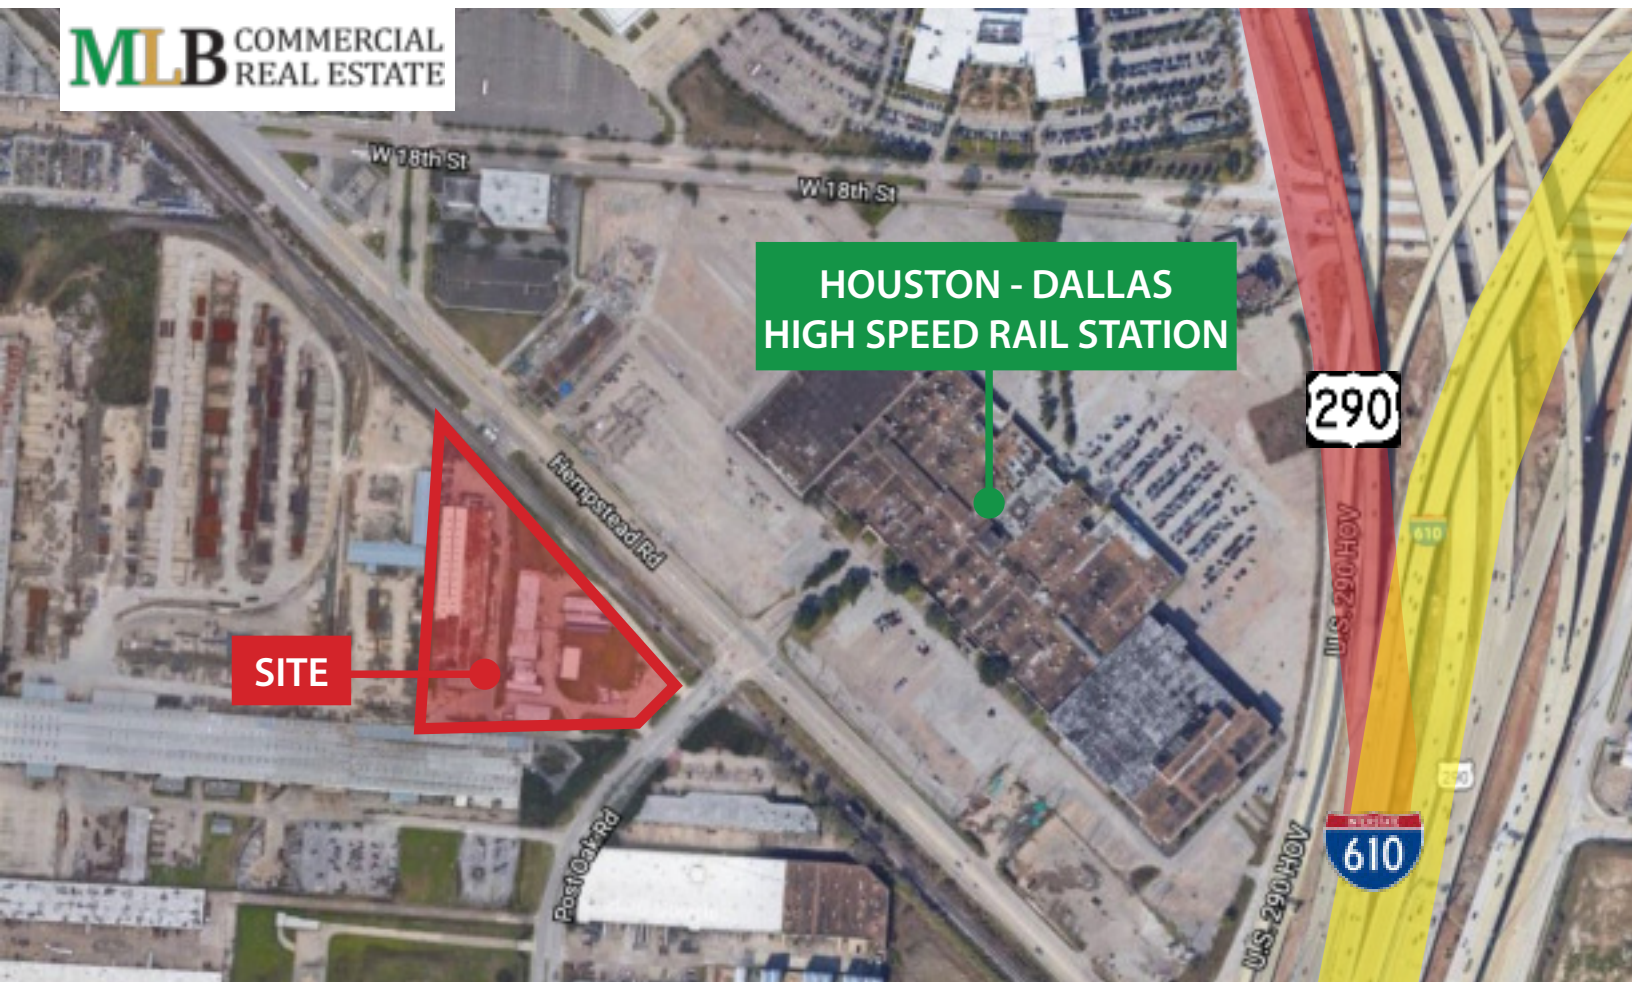 MLB COMMERCIAL
REAL ESTATE
W 18th St
W 18th St
HOUSTON - DALLAS
HIGH SPEED RAIL STATION
290
Hempstead Rd
610
U.S. 290 HOV
SITE
290
Post Oak Rd
610
U.S. 290 HOV